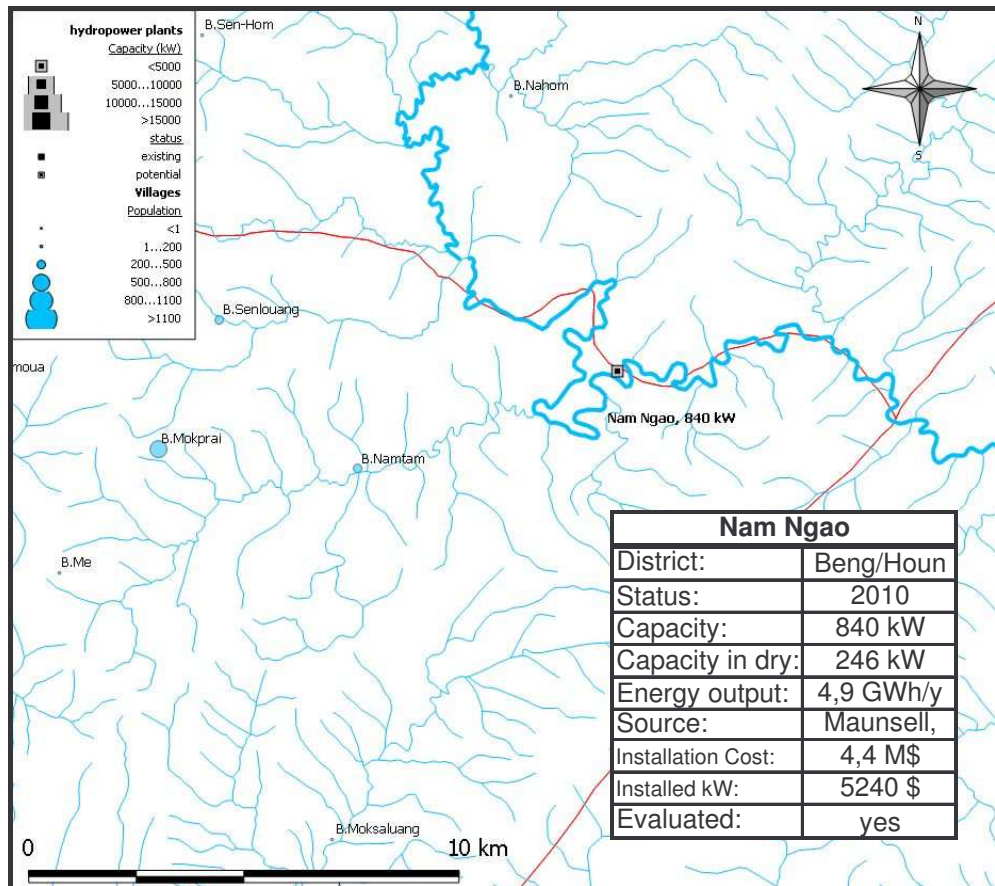 hydropower plants
Capacity (kW)
<5000
5000...10000
10000...15000
>15000
status
existing
potential
Villages
Population
<1
1...200
200...500
500...800
800...1100
>1100
B.Sen-Hom
B.Nahom
N
S
B.Senlouang
moua
B.Mokprai
B.Namtam
Nam Ngao, 840 kW
B.Me
B.Moksaluang
0 10 km
Nam Ngao
District: Beng/Houn
Status: 2010
Capacity: 840 kW
Capacity in dry: 246 kW
Energy output: 4,9 GWh/y
Source: Maunsell,
Installation Cost: 4,4 M$
Installed kW: 5240 $
Evaluated: yes